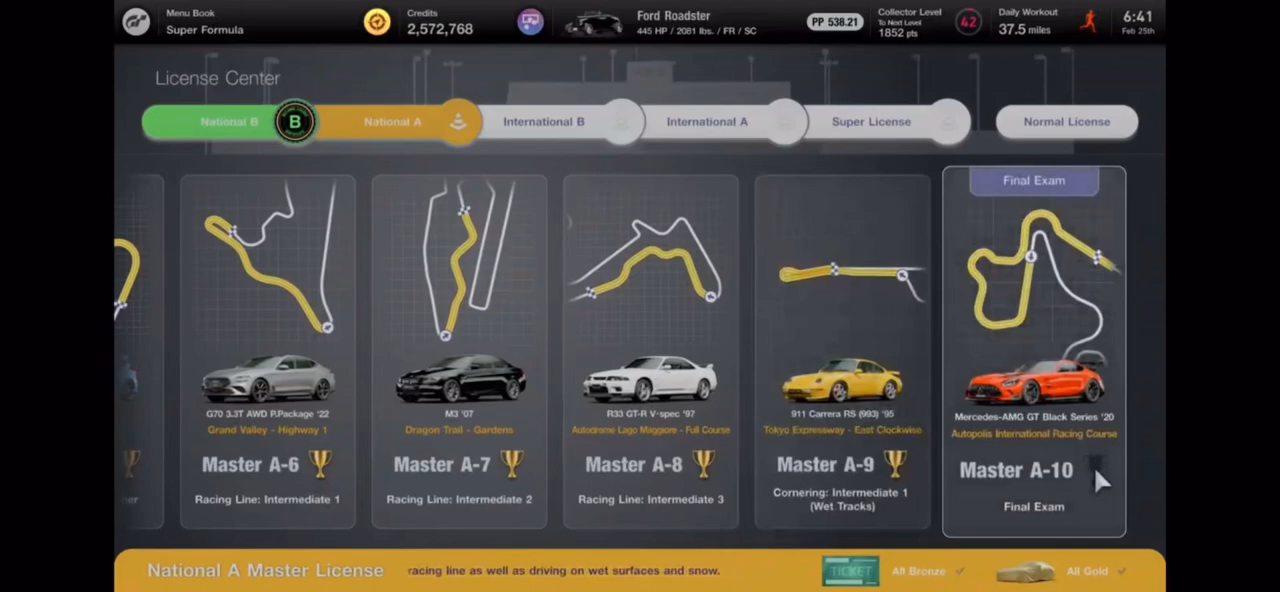 Menu Book
Super Formula
Credits
2,572,768
Ford Roadster
445 HP / 2081 lbs. / FR / SC
PP 538.21
Collector Level
To Next Level
1852 pts
42
Daily Workout
37.5 miles
6:41
Feb 25th
License Center
National B
B
National A
International B
International A
Super License
Normal License
Final Exam
G70 3.3T AWD P.Package '22
Grand Valley - Highway 1
Master A-6
Racing Line: Intermediate 1
M3 '07
Dragon Trail - Gardens
Master A-7
Racing Line: Intermediate 2
R33 GT-R V-spec '97
Autodrome Lago Maggiore - Full Course
Master A-8
Racing Line: Intermediate 3
911 Carrera RS (993) '95
Tokyo Expressway - East Clockwise
Master A-9
Cornering: Intermediate 1
(Wet Tracks)
Mercedes-AMG GT Black Series '20
Autopolis International Racing Course
Master A-10
Final Exam
National A Master License
racing line as well as driving on wet surfaces and snow.
TICKET
All Bronze
All Gold